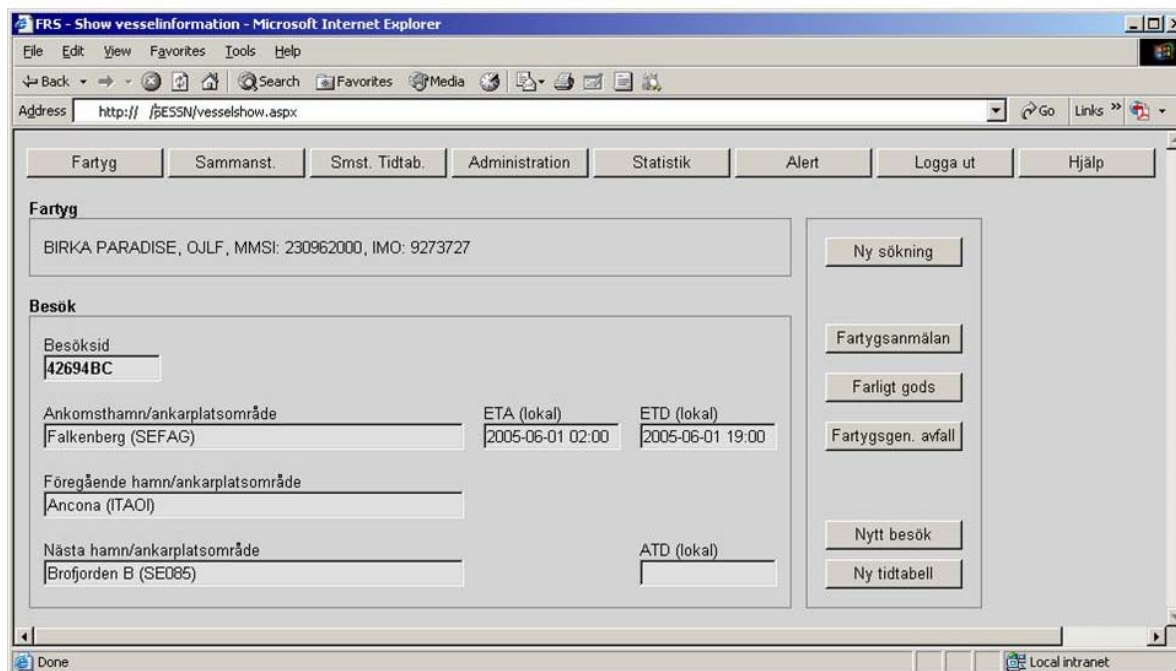 FRS - Show vesselinformation - Microsoft Internet Explorer
File Edit View Favorites Tools Help
Back Search Favorites Media
Address http:// /pESSN/vesselshow.aspx Go Links »
Fartyg Sammanst. Smst. Tidtab. Administration Statistik Alert Logga ut Hjälp
Fartyg
BIRKA PARADISE, OJLF, MMSI: 230962000, IMO: 9273727
Ny sökning
Besök
Besöksid
42694BC
Fartygsanmälan
Farligt gods
Ankomsthamn/ankarplatsområde ETA (lokal) ETD (lokal)
Falkenberg (SEFAG) 2005-06-01 02:00 2005-06-01 19:00
Fartygsgen. avfall
Föregående hamn/ankarplatsområde
Ancona (ITAOI)
Nytt besök
Nästa hamn/ankarplatsområde ATD (lokal)
Brofjorden B (SE085)
Ny tidtabell
Done Local intranet